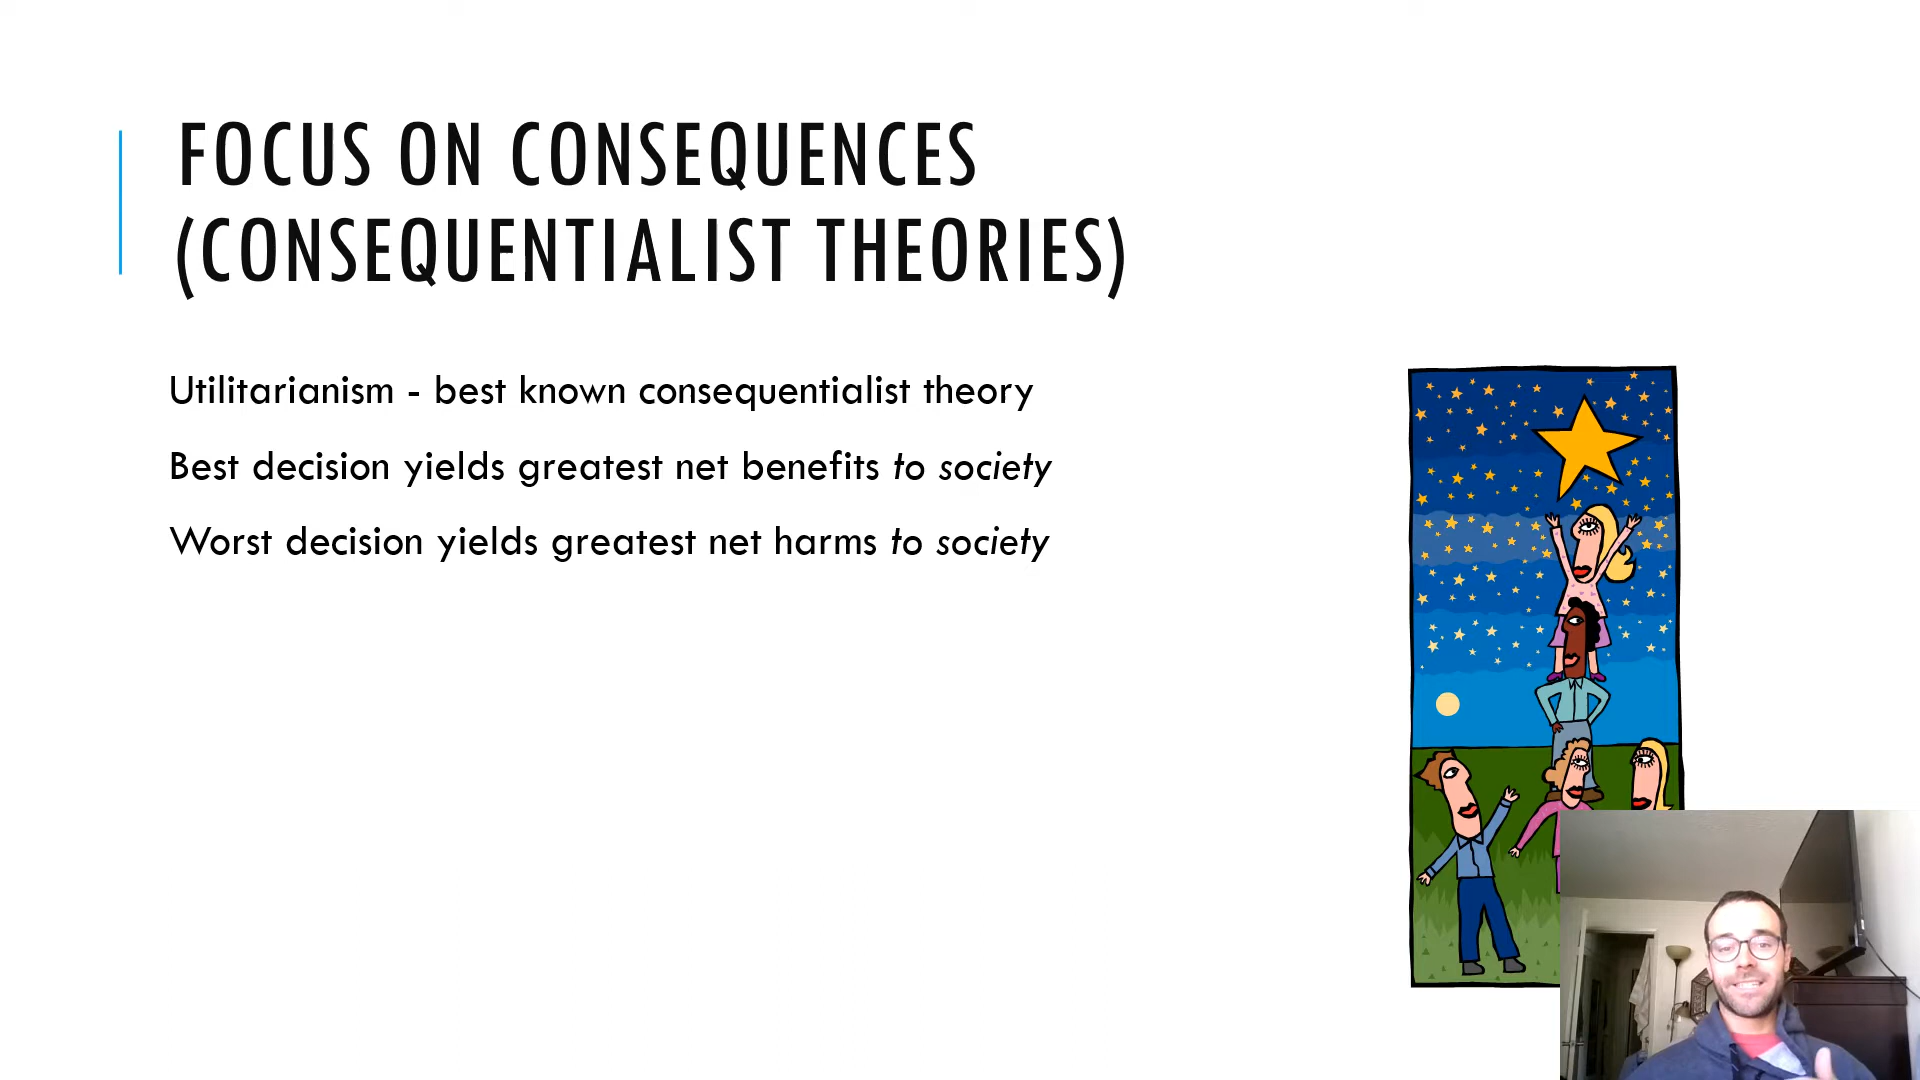 FOCUS ON CONSEQUENCES
(CONSEQUENTIALIST THEORIES)
Utilitarianism - best known consequentialist theory
Best decision yields greatest net benefits to society
Worst decision yields greatest net harms to society